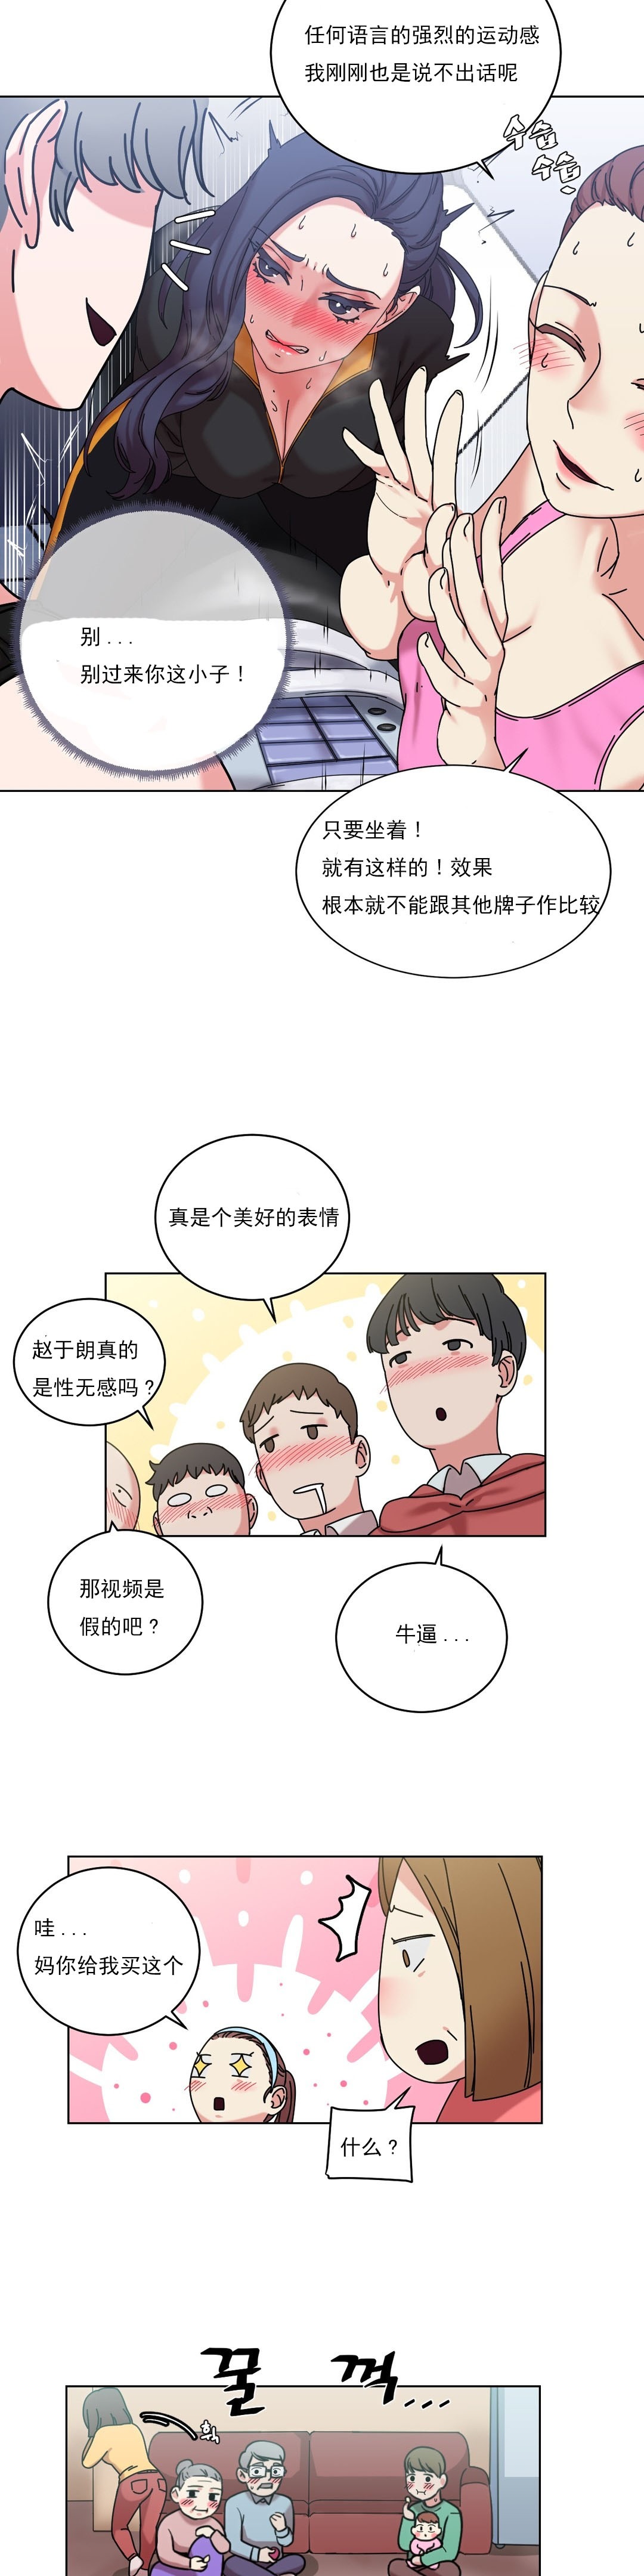 任何语言的强烈的运动感
我刚刚也是说不出话呢
수습
수습
别...
别过来你这小子！
只要坐着！
就有这样的！效果
根本就不能跟其他牌子作比较
真是个美好的表情
赵于朗真的
是性无感吗？
那视频是
假的吧？
牛逼...
哇...
妈你给我买这个
什么？
꿀꺽...
홱